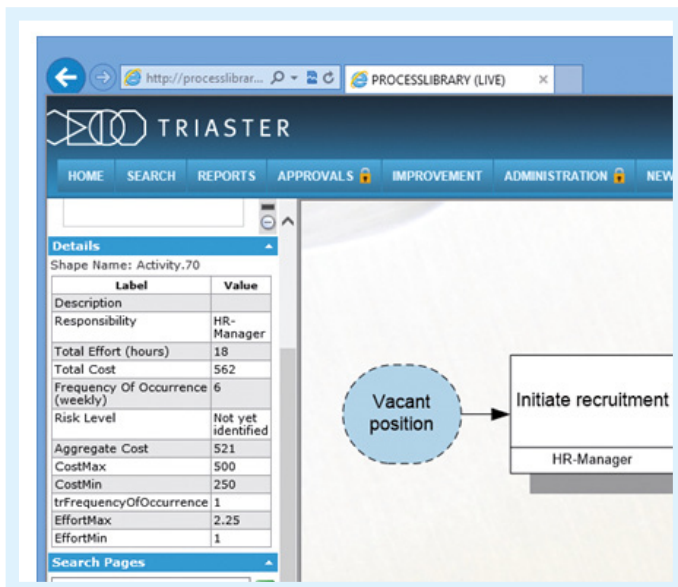 http://processlibrar...
PROCESSLIBRARY (LIVE)
TRIASTER
HOME SEARCH REPORTS APPROVALS IMPROVEMENT ADMINISTRATION NEW
Details
Shape Name: Activity.70
Label Value
Description
Responsibility HR-
Manager
Total Effort (hours) 18
Total Cost 562
Frequency Of Occurrence 6
(weekly)
Risk Level Not yet
identified
Aggregate Cost 521
CostMax 500
CostMin 250
trFrequencyOfOccurrence 1
EffortMax 2.25
EffortMin 1
Search Pages
Vacant
position
Initiate recruitment
HR-Manager